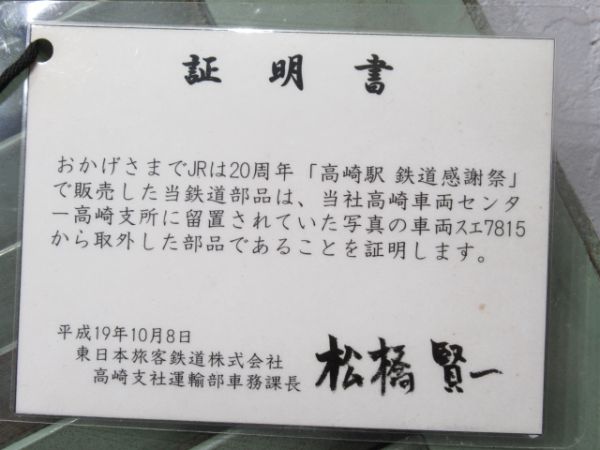 証明書
おかげさまでJRは20周年「高崎駅 鉄道感謝祭」
で販売した当鉄道部品は、当社高崎車両センタ
ー高崎支所に留置されていた写真の車両ｽｴ7815
から取外した部品であることを証明します。
平成19年10月8日
東日本旅客鉄道株式会社
高崎支社運輸部車務課長 松橋賢一